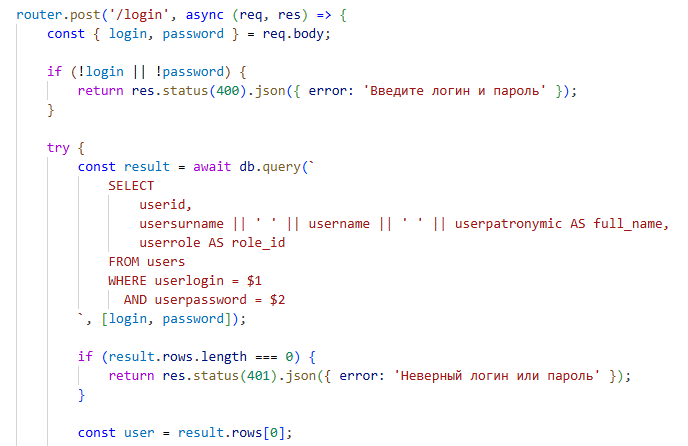 router.post('/login', async (req, res) => {
    const { login, password } = req.body;

    if (!login || !password) {
        return res.status(400).json({ error: 'Введите логин и пароль' });
    }

    try {
        const result = await db.query(`
            SELECT
                userid,
                usersurname || ' ' || username || ' ' || userpatronymic AS full_name,
                userrole AS role_id
            FROM users
            WHERE userlogin = $1
              AND userpassword = $2
        `, [login, password]);

        if (result.rows.length === 0) {
            return res.status(401).json({ error: 'Неверный логин или пароль' });
        }

        const user = result.rows[0];